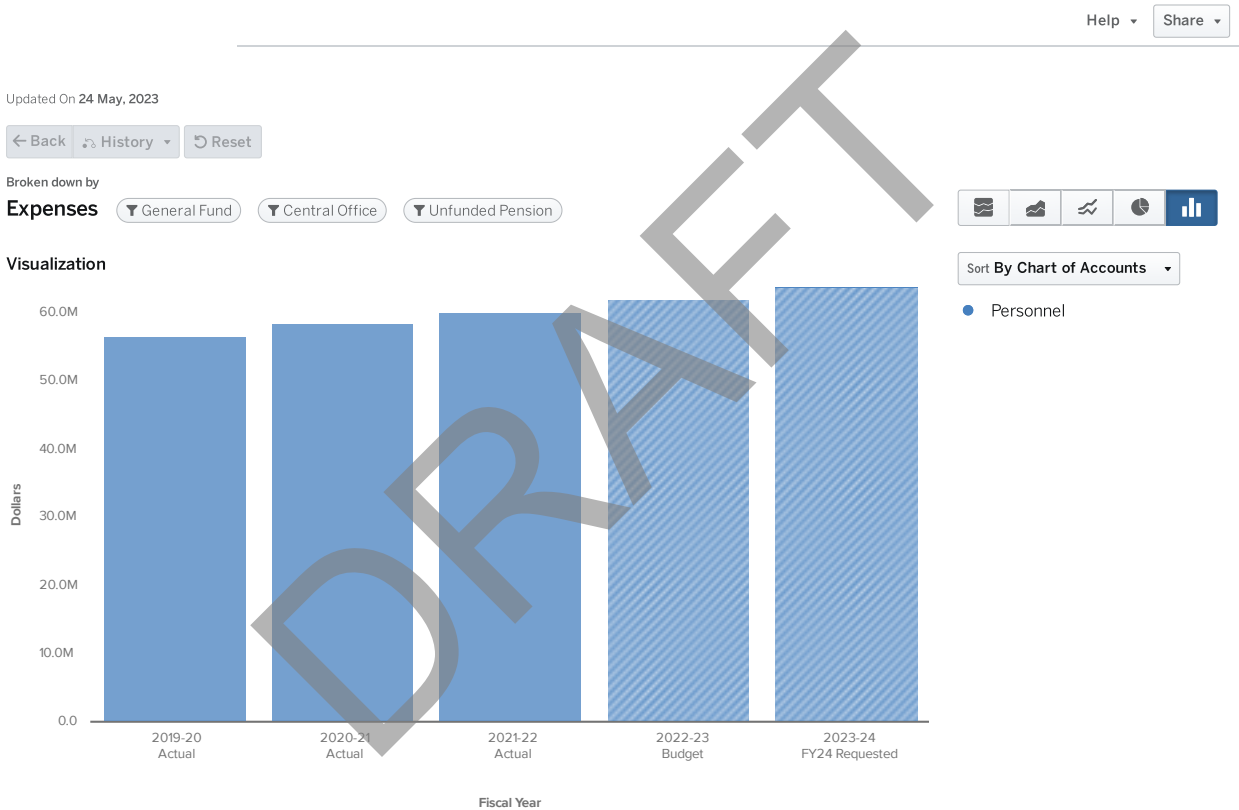 Help Share
Updated On 24 May, 2023
Back History Reset
Broken down by
Expenses General Fund Central Office Unfunded Pension
Visualization
Sort By Chart of Accounts
Personnel
60.0M
50.0M
40.0M
30.0M
20.0M
10.0M
0.0
Dollars
2019-20 2020-21 2021-22 2022-23 2023-24
Actual Actual Actual Budget FY24 Requested
Fiscal Year
DRAFT